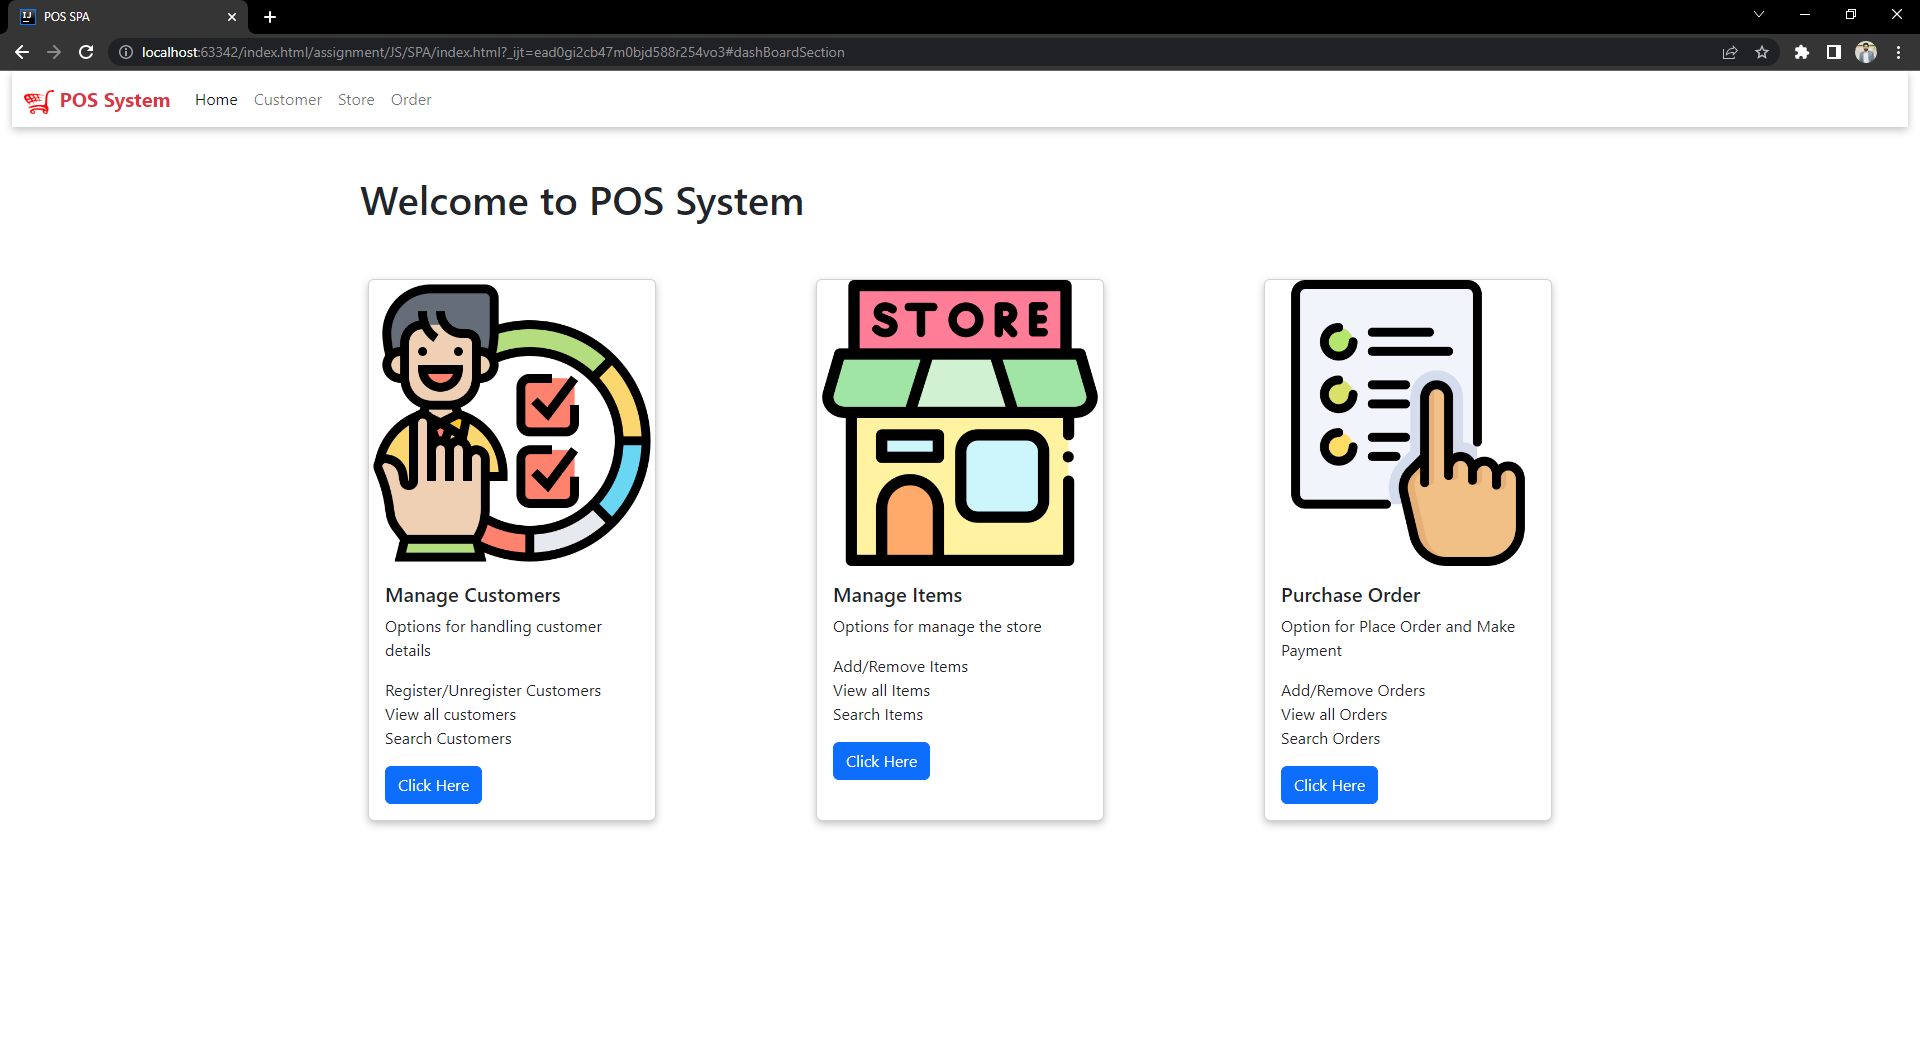 POS SPA
localhost:63342/index.html/assignment/JS/SPA/index.html?_ijt=ead0gi2cb47m0bjd588r254vo3#dashBoardSection
POS System
Home
Customer
Store
Order
Welcome to POS System
Manage Customers
Options for handling customer
details
Register/Unregister Customers
View all customers
Search Customers
Click Here
STORE
Manage Items
Options for manage the store
Add/Remove Items
View all Items
Search Items
Click Here
Purchase Order
Option for Place Order and Make
Payment
Add/Remove Orders
View all Orders
Search Orders
Click Here